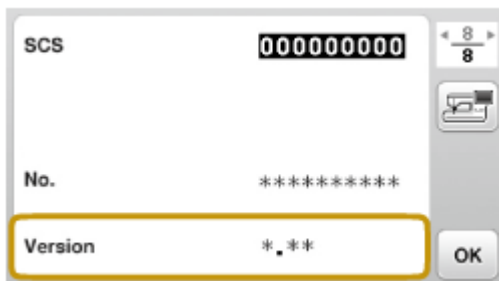 SCS 000000000
8
8
No. **********
Version *.**
OK